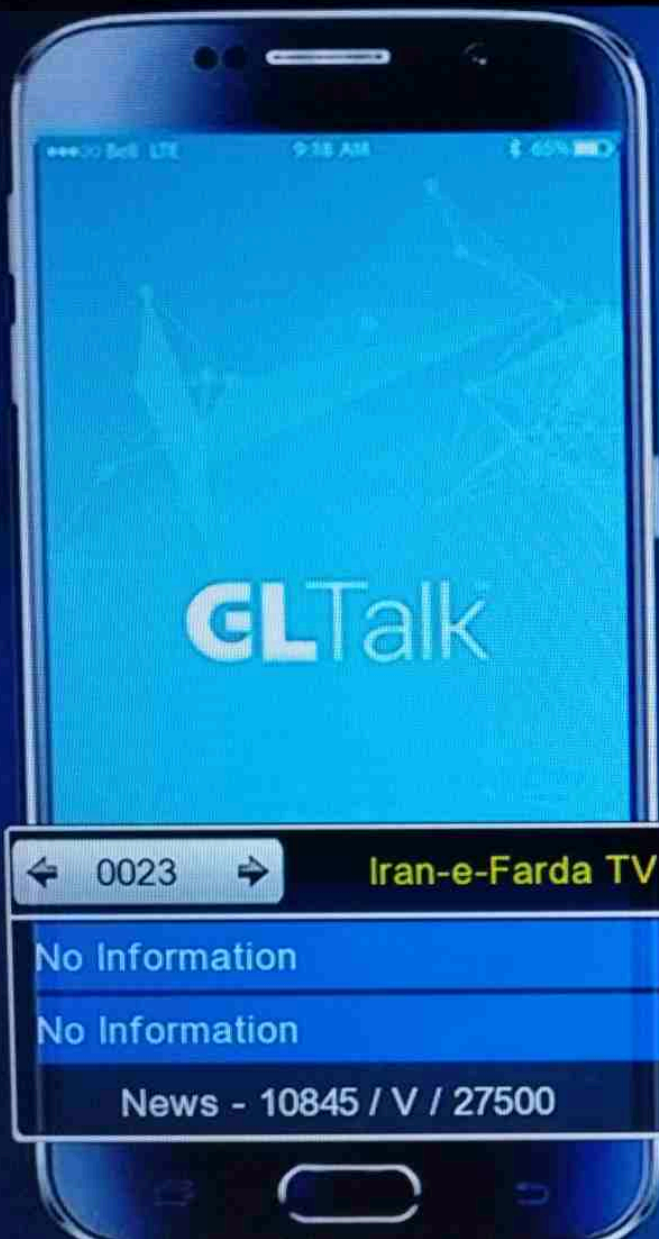 Bell LTE 9:38 AM 65%
GLTalk
0023 Iran-e-Farda TV
No Information
No Information
News - 10845 / V / 27500